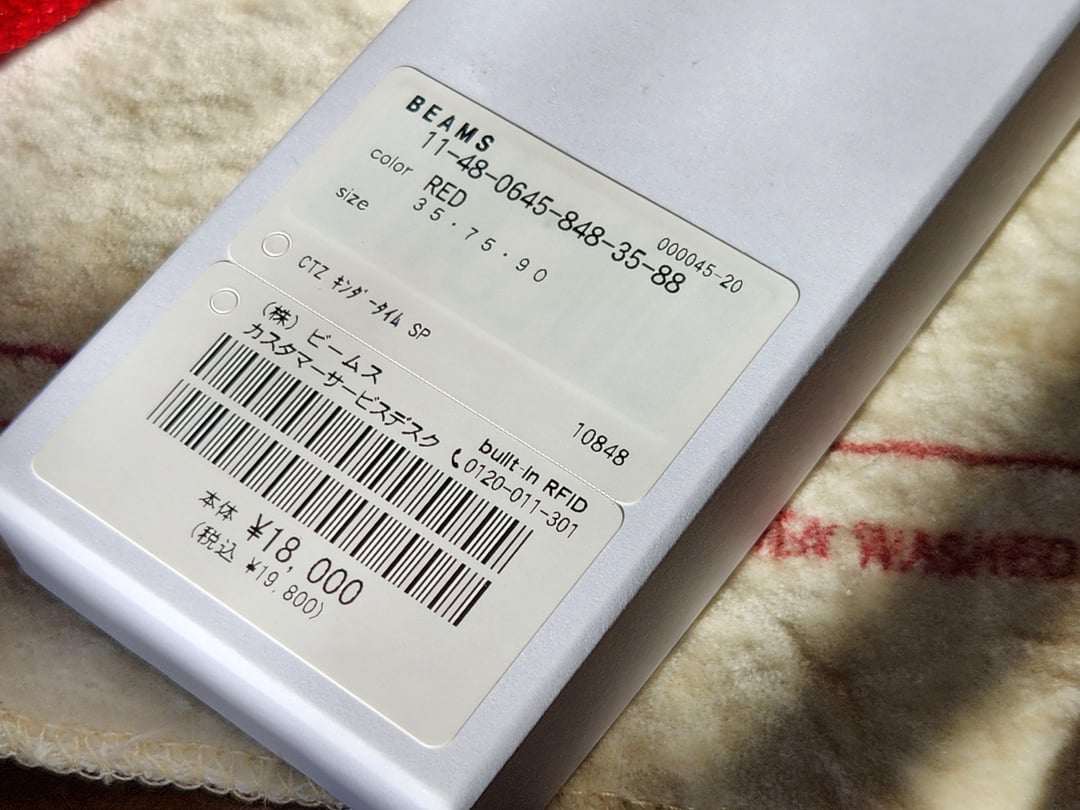 BEAMS
11-48-0645-848-35-88
color RED
000045-20
size 35・75・90
CTZ ｷﾝﾀﾞｰﾀｲﾑ SP
10848
(株) ビームス
カスタマーサービスデスク
built-in RFID
0120-011-301
本体 ¥18,000
(税込 ¥19,800)
WASHED